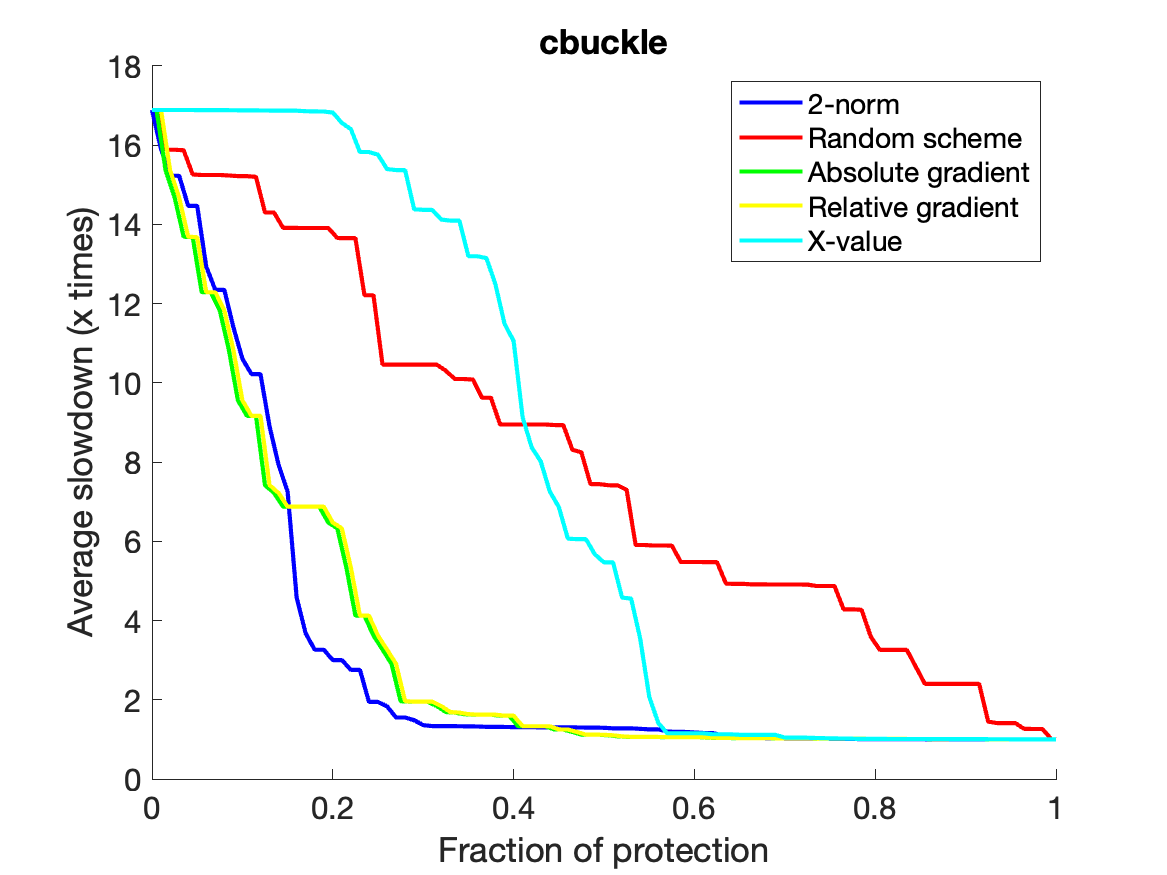 cbuckle
18
16
14
12
10
8
6
4
2
0
Average slowdown (x times)
2-norm
Random scheme
Absolute gradient
Relative gradient
X-value
0 0.2 0.4 0.6 0.8 1
Fraction of protection